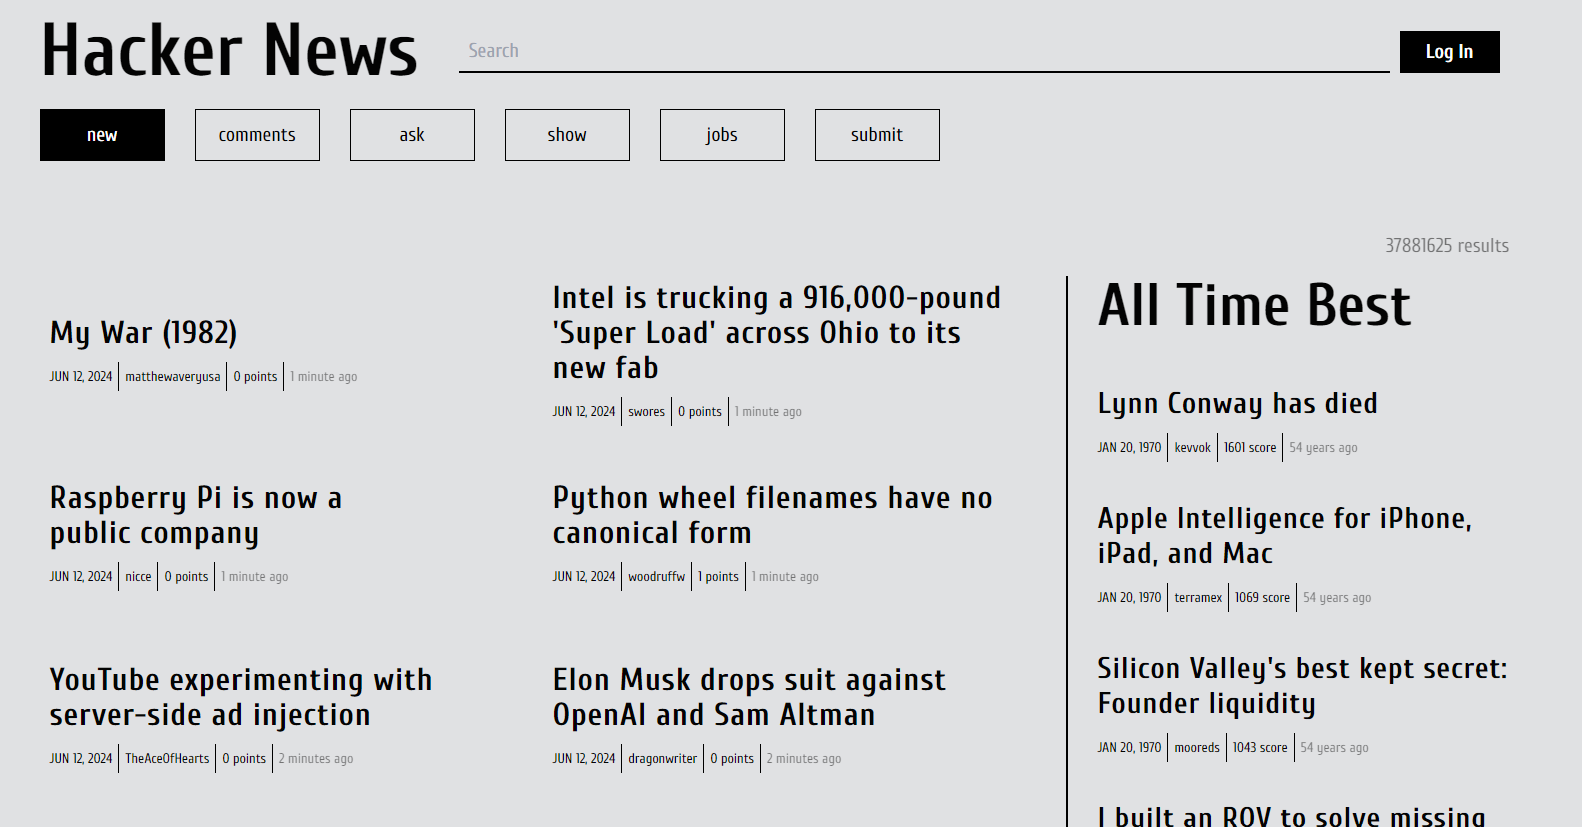 Hacker News
Search
Log In
new
comments
ask
show
jobs
submit
37881625 results
My War (1982)
JUN 12, 2024 matthewaveryusa 0 points 1 minute ago
Intel is trucking a 916,000-pound
'Super Load' across Ohio to its
new fab
JUN 12, 2024 swores 0 points 1 minute ago
Raspberry Pi is now a
public company
JUN 12, 2024 nicce 0 points 1 minute ago
Python wheel filenames have no
canonical form
JUN 12, 2024 woodruffw 1 points 1 minute ago
YouTube experimenting with
server-side ad injection
JUN 12, 2024 TheAceOfHearts 0 points 2 minutes ago
Elon Musk drops suit against
OpenAI and Sam Altman
JUN 12, 2024 dragonwriter 0 points 2 minutes ago
All Time Best
Lynn Conway has died
JAN 20, 1970 kevvok 1601 score 54 years ago
Apple Intelligence for iPhone,
iPad, and Mac
JAN 20, 1970 terramex 1069 score 54 years ago
Silicon Valley's best kept secret:
Founder liquidity
JAN 20, 1970 mooreds 1043 score 54 years ago
I built an ROV to solve missing